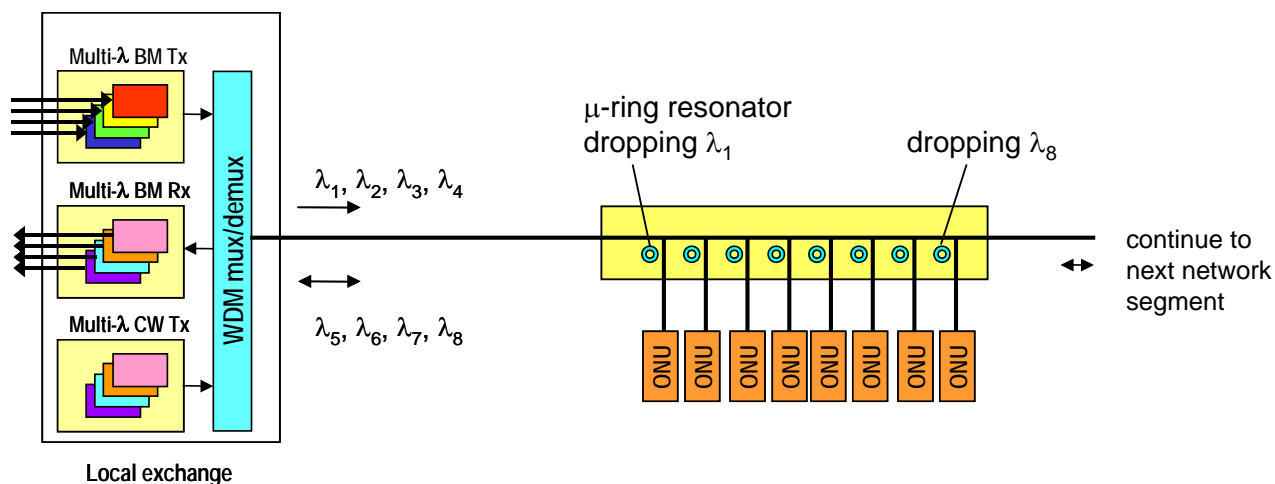 Multi-λ BM Tx
Multi-λ BM Rx
Multi-λ CW Tx
WDM mux/demux
Local exchange
λ1, λ2, λ3, λ4
λ5, λ6, λ7, λ8
μ-ring resonator
dropping λ1
dropping λ8
ONU
ONU
ONU
ONU
ONU
ONU
ONU
ONU
continue to
next network
segment